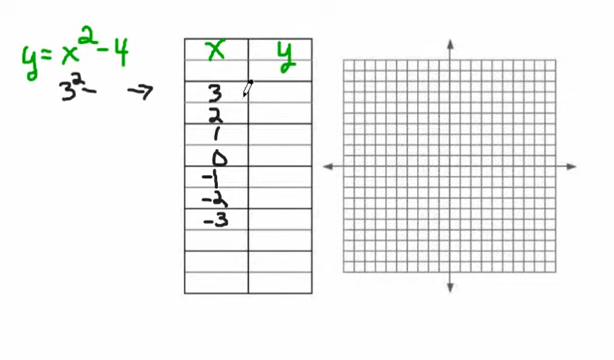 y = x² - 4
3² - →
x y
3
2
1
0
-1
-2
-3